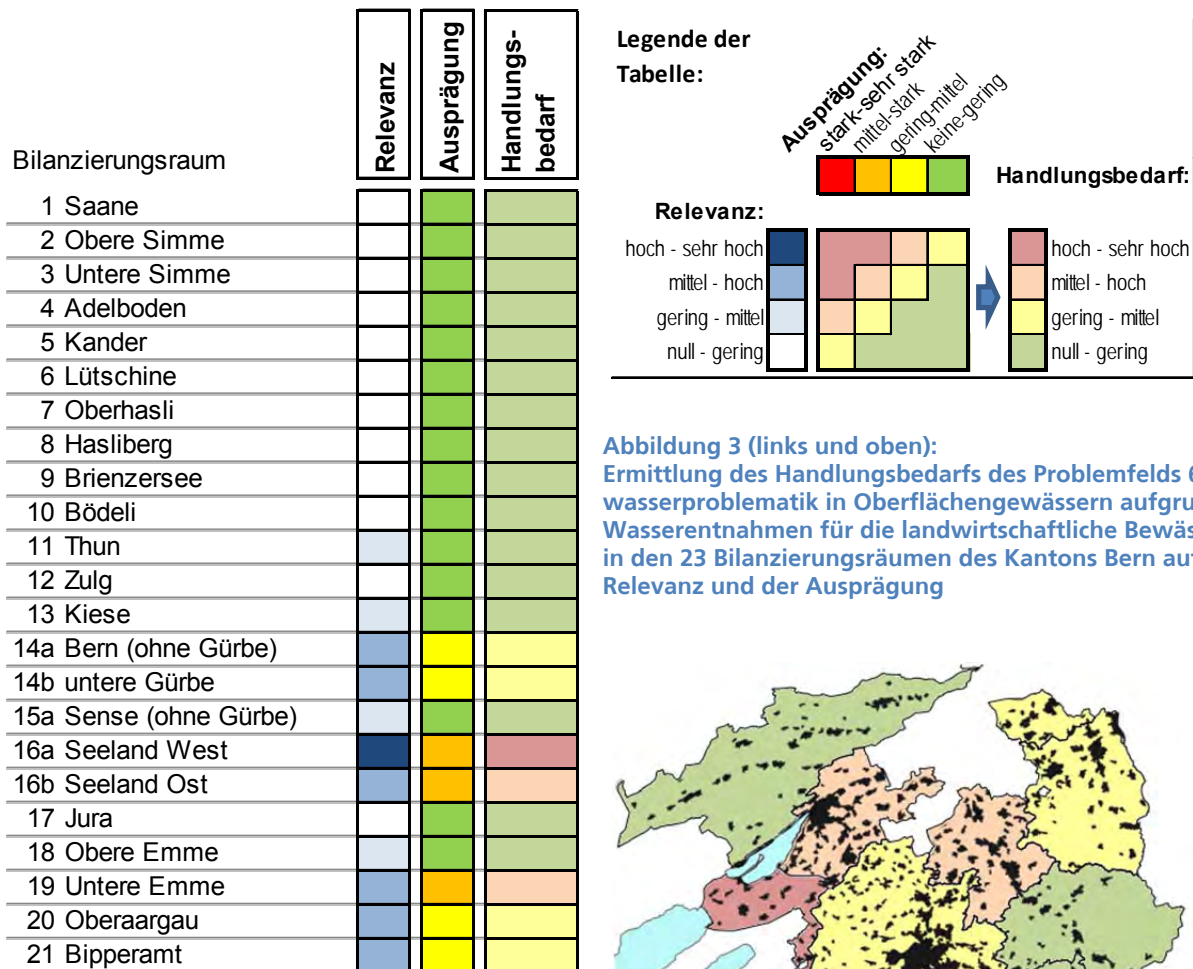 Relevanz
Ausprägung
Handlungs-
bedarf
Bilanzierungsraum
1 Saane
2 Obere Simme
3 Untere Simme
4 Adelboden
5 Kander
6 Lütschine
7 Oberhasli
8 Hasliberg
9 Brienzersee
10 Bödeli
11 Thun
12 Zulg
13 Kiese
14a Bern (ohne Gürbe)
14b untere Gürbe
15a Sense (ohne Gürbe)
16a Seeland West
16b Seeland Ost
17 Jura
18 Obere Emme
19 Untere Emme
20 Oberaargau
21 Bipperamt
Legende der
Tabelle:
Ausprägung:
stark-sehr stark
mittel-stark
gering-mittel
keine-gering
Handlungsbedarf:
Relevanz:
hoch - sehr hoch
mittel - hoch
gering - mittel
null - gering
hoch - sehr hoch
mittel - hoch
gering - mittel
null - gering
Abbildung 3 (links und oben):
Ermittlung des Handlungsbedarfs des Problemfelds
wasserproblematik in Oberflächengewässern aufgru
Wasserentnahmen für die landwirtschaftliche Bewäs
in den 23 Bilanzierungsräumen des Kantons Bern auf
Relevanz und der Ausprägung